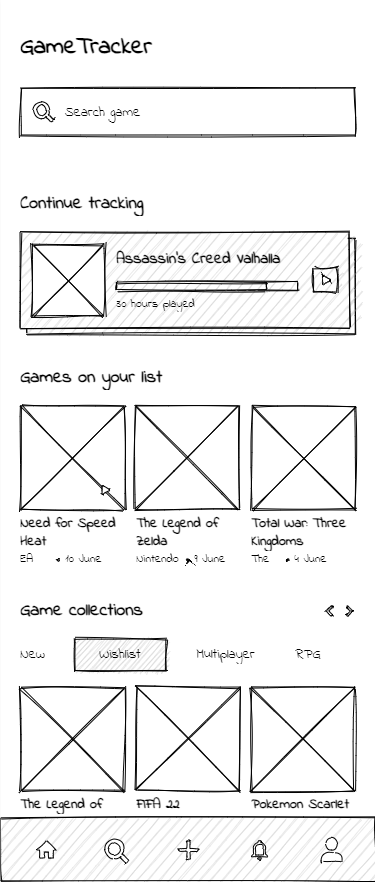 GameTracker
Search game
Continue tracking
Assassin's Creed Valhalla
30 hours played
Games on your list
Need for Speed Heat
The Legend of Zelda
Total War: Three Kingdoms
EA 10 June
Nintendo 9 June
The 4 June
Game collections
New Wishlist Multiplayer RPG
The Legend of
FIFA 22
Pokemon Scarlet